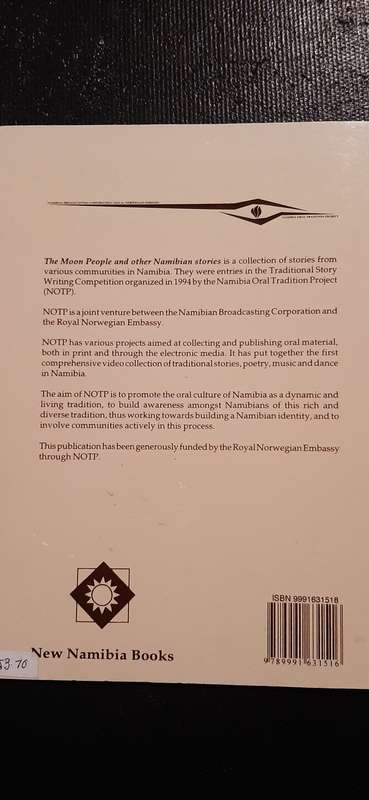 The Moon People and other Namibian stories is a collection of stories from
various communities in Namibia. They were entries in the Traditional Story
Writing Competition organized in 1994 by the Namibia Oral Tradition Project
(NOTP).
NOTP is a joint venture between the Namibian Broadcasting Corporation and
the Royal Norwegian Embassy.
NOTP has various projects aimed at collecting and publishing oral material,
both in print and through the electronic media. It has put together the first
comprehensive video collection of traditional stories, poetry, music and dance
in Namibia.
The aim of NOTP is to promote the oral culture of Namibia as a dynamic and
living tradition, to build awareness amongst Namibians of this rich and
diverse tradition, thus working towards building a Namibian identity, and to
involve communities actively in this process.
This publication has been generously funded by the Royal Norwegian Embassy
through NOTP.
ISBN 9991631518
9 789991 631516
New Namibia Books